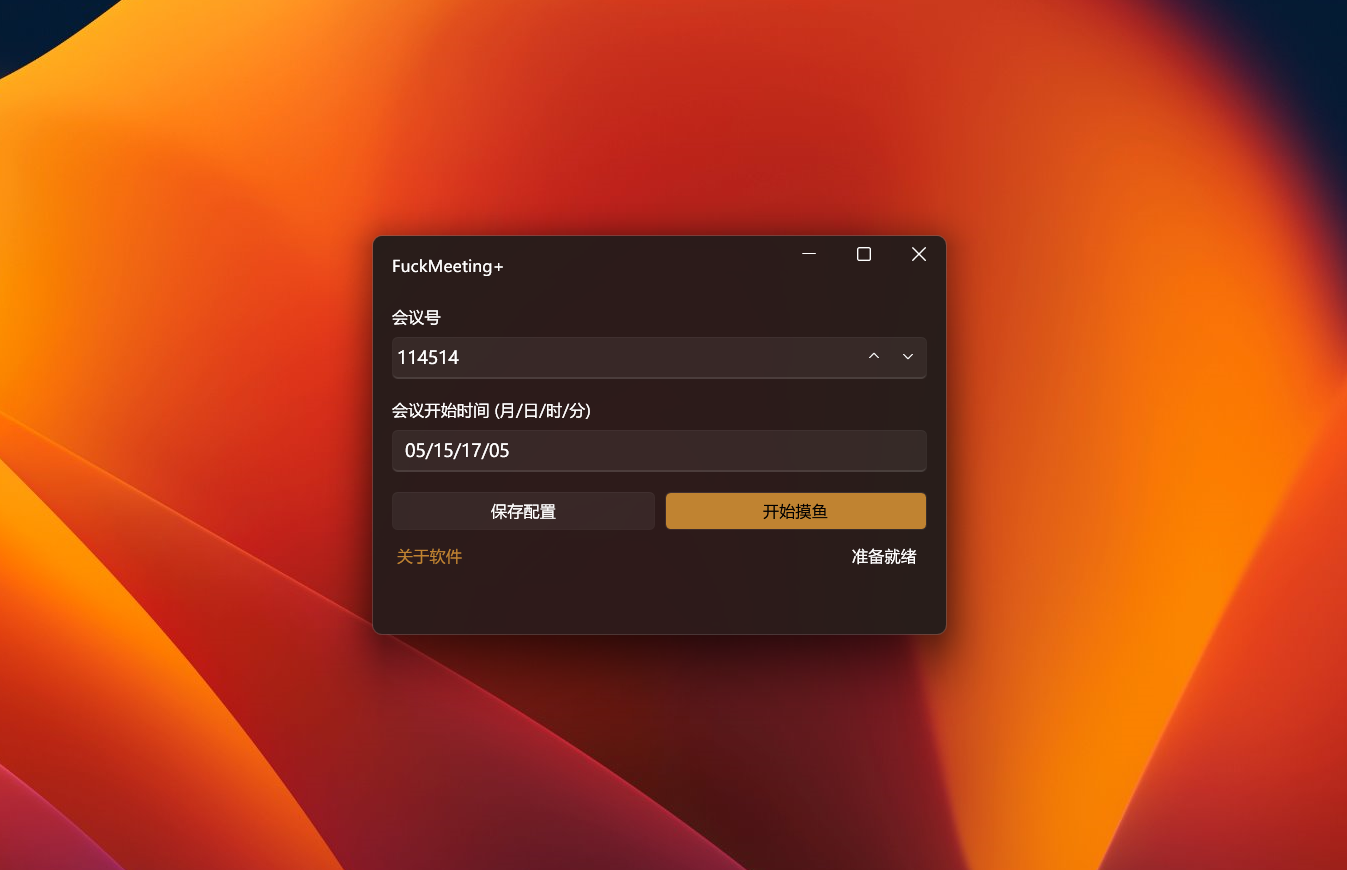 FuckMeeting+
会议号
114514
会议开始时间 (月/日/时/分)
05/15/17/05
保存配置
开始摸鱼
关于软件
准备就绪